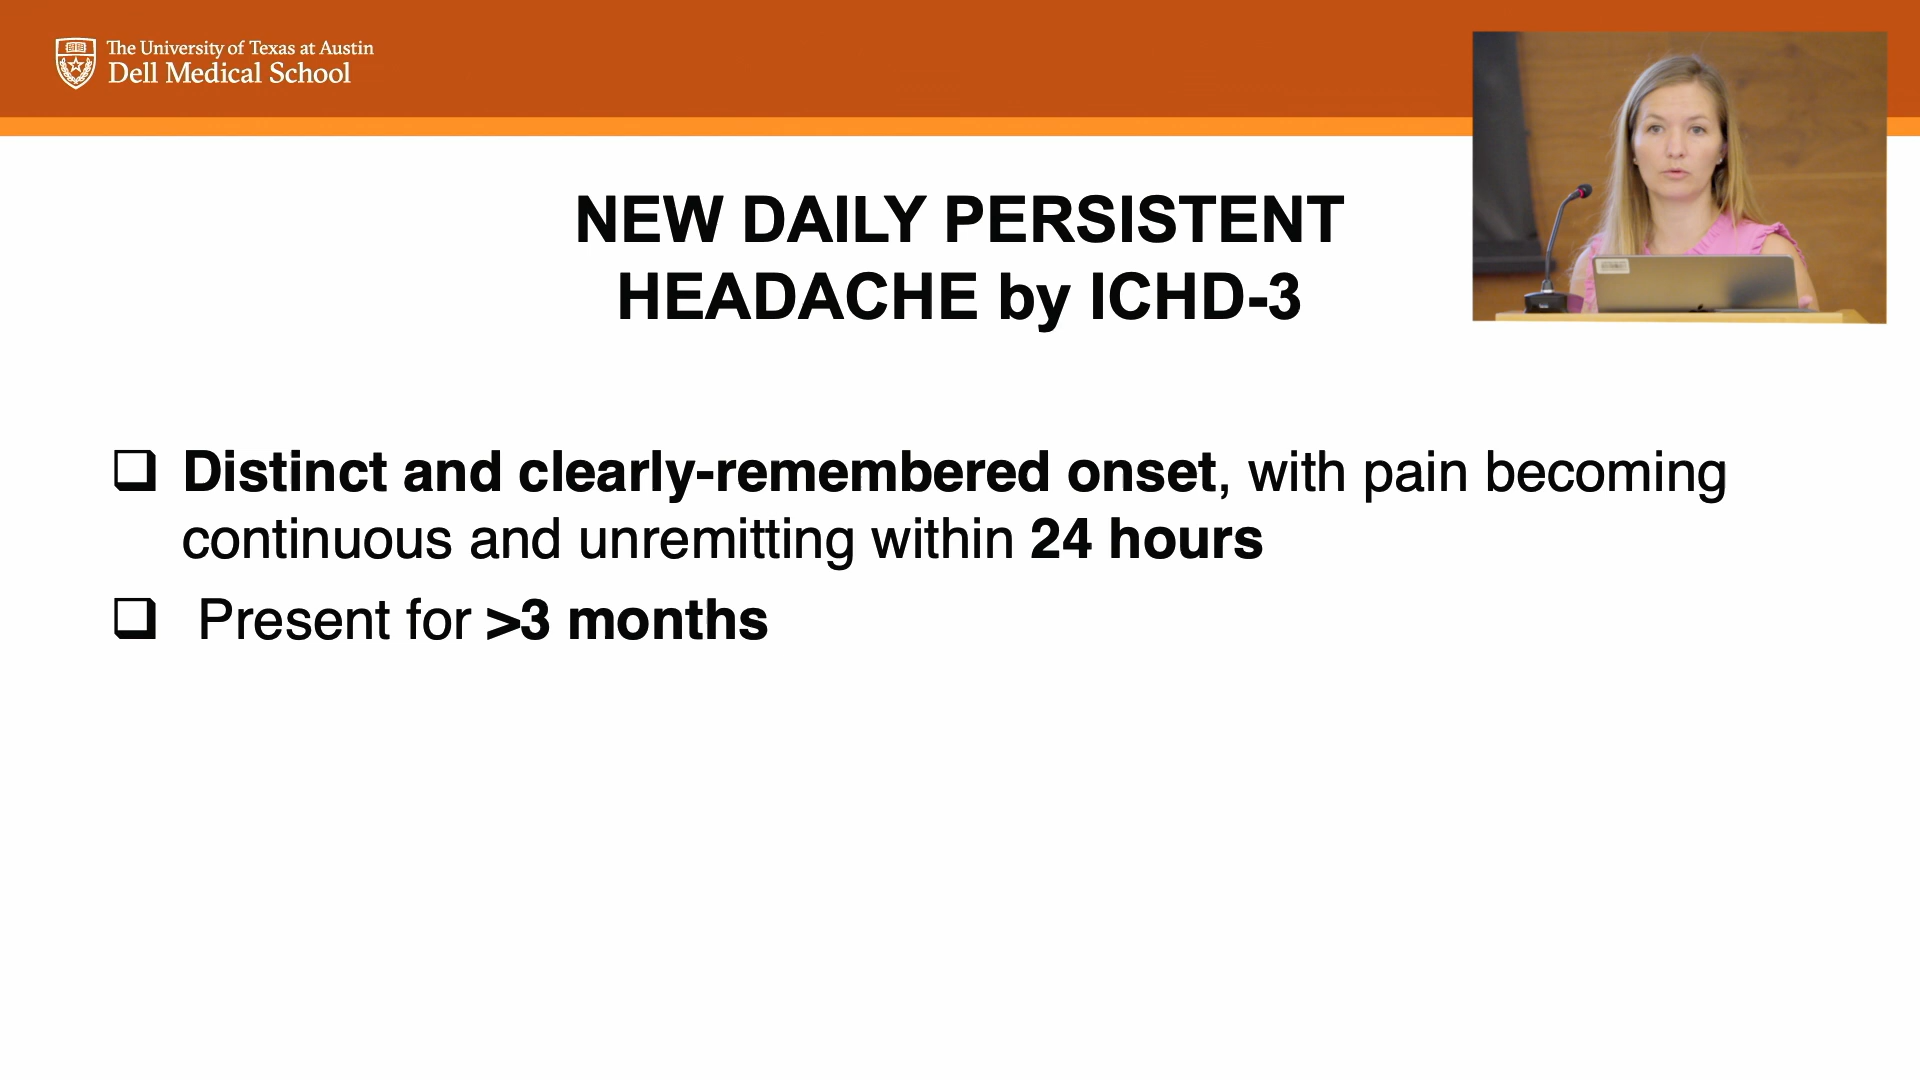 The University of Texas at Austin
Dell Medical School
NEW DAILY PERSISTENT
HEADACHE by ICHD-3
❑ Distinct and clearly-remembered onset, with pain becoming
continuous and unremitting within 24 hours
❑ Present for >3 months